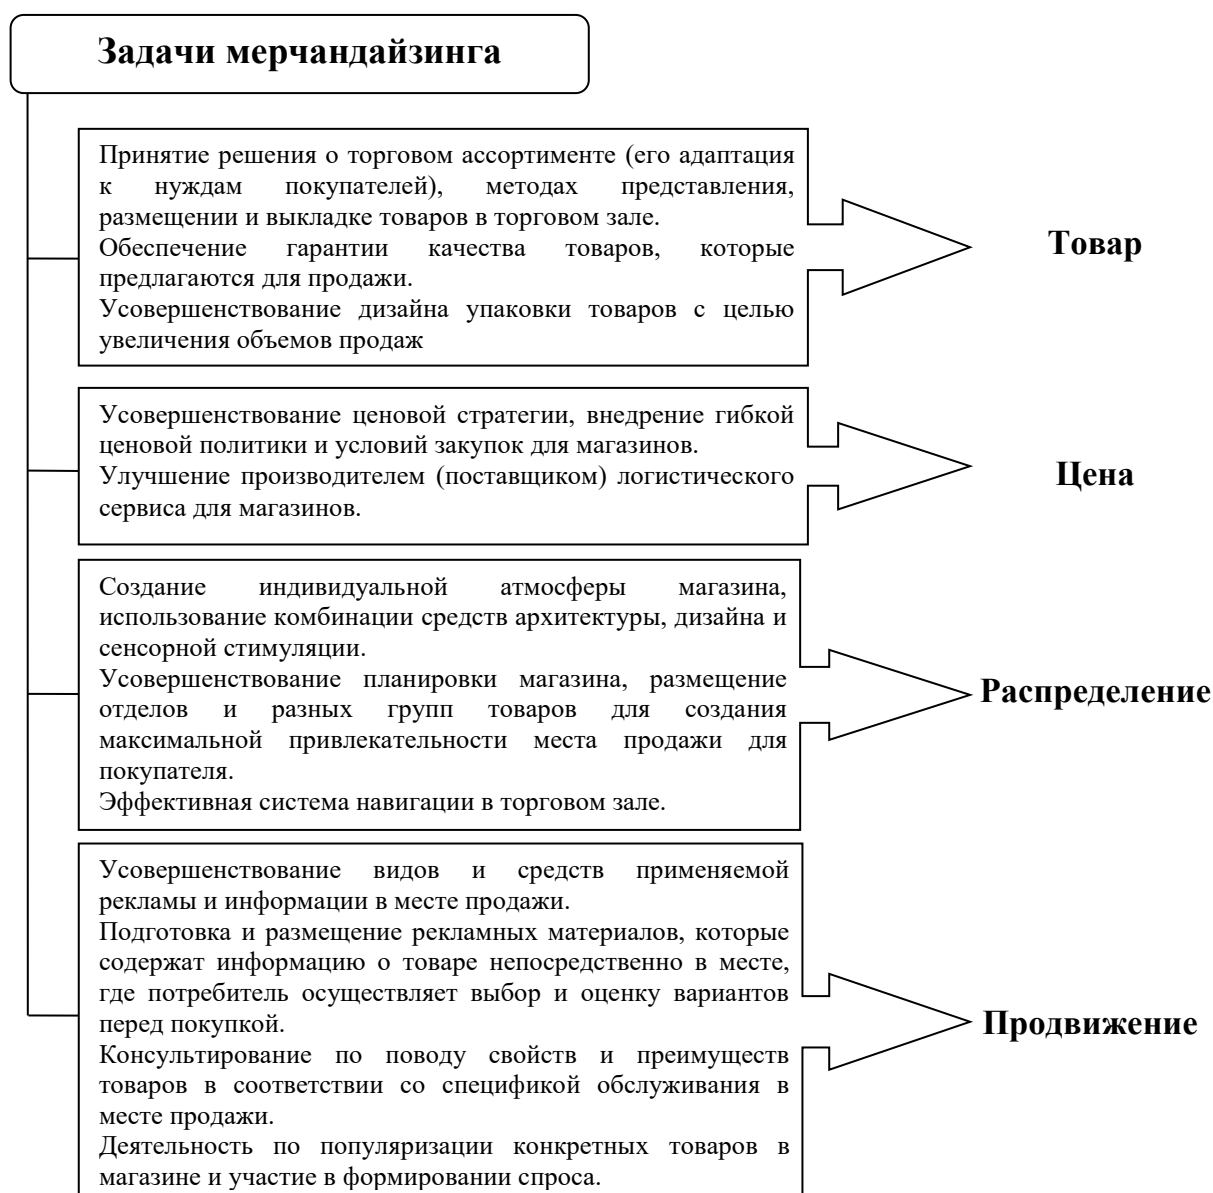 Задачи мерчандайзинга
Принятие решения о торговом ассортименте (его адаптация
к нуждам покупателей), методах представления,
размещении и выкладке товаров в торговом зале.
Обеспечение гарантии качества товаров, которые
предлагаются для продажи.
Усовершенствование дизайна упаковки товаров с целью
увеличения объемов продаж
Товар
Усовершенствование ценовой стратегии, внедрение гибкой
ценовой политики и условий закупок для магазинов.
Улучшение производителем (поставщиком) логистического
сервиса для магазинов.
Цена
Создание индивидуальной атмосферы магазина,
использование комбинации средств архитектуры, дизайна и
сенсорной стимуляции.
Усовершенствование планировки магазина, размещение
отделов и разных групп товаров для создания
максимальной привлекательности места продажи для
покупателя.
Эффективная система навигации в торговом зале.
Распределение
Усовершенствование видов и средств применяемой
рекламы и информации в месте продажи.
Подготовка и размещение рекламных материалов, которые
содержат информацию о товаре непосредственно в месте,
где потребитель осуществляет выбор и оценку вариантов
перед покупкой.
Консультирование по поводу свойств и преимуществ
товаров в соответствии со спецификой обслуживания в
месте продажи.
Деятельность по популяризации конкретных товаров в
магазине и участие в формировании спроса.
Продвижение